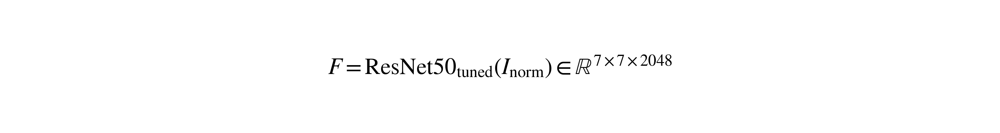 F = ResNet50_tuned(I_norm) ∈ ℝ^{7×7×2048}